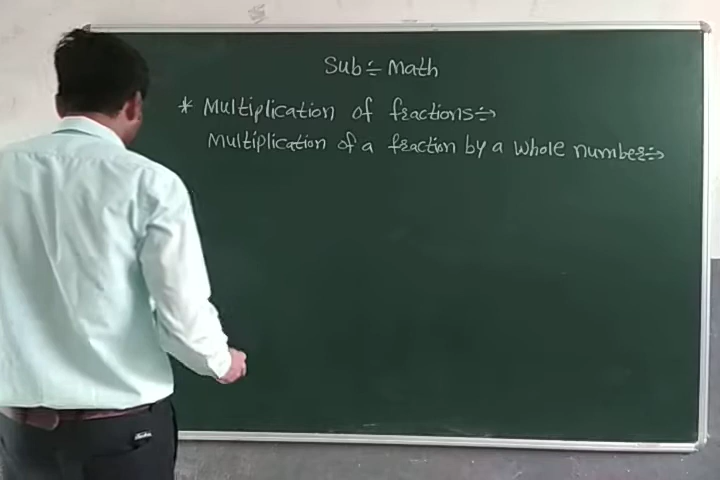 Sub÷ Math
* Multiplication of fractions÷→
Multiplication of a fraction by a whole number÷→